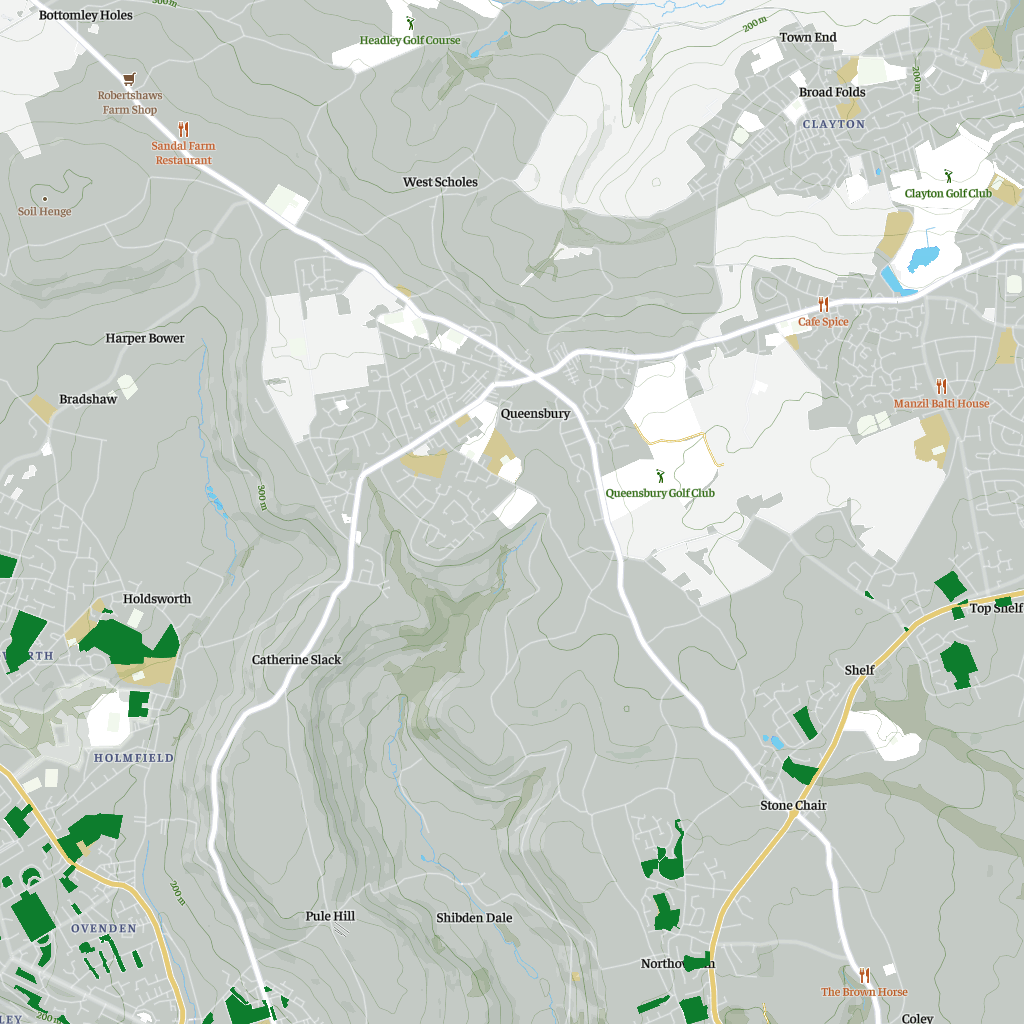 300 m
Bottomley Holes
200 m
Headley Golf Course
Town End
200 m
Broad Folds
Robertshaws
Farm Shop
CLAYTON
Sandal Farm
Restaurant
West Scholes
Clayton Golf Club
Soil Henge
Cafe Spice
Harper Bower
Bradshaw
Manzil Balti House
Queensbury
300 m
Queensbury Golf Club
Holdsworth
Top Shelf
WORTH
Catherine Slack
Shelf
HOLMFIELD
Stone Chair
200 m
Pule Hill
Shibden Dale
OVENDEN
The Brown Horse
LEY
200 m
Coley